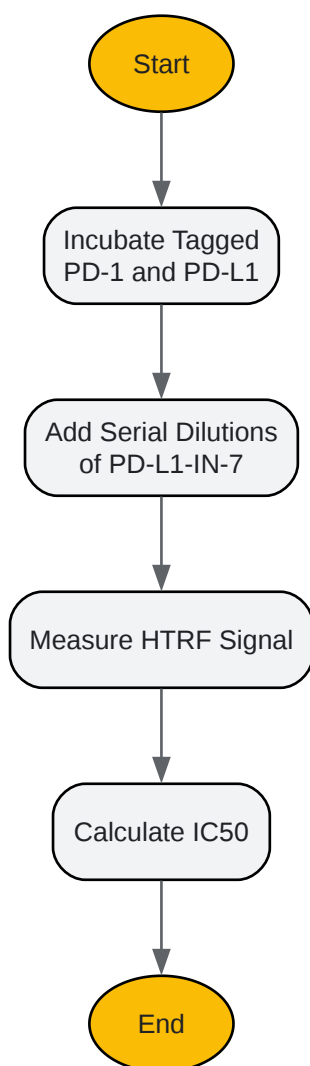 Start
Incubate Tagged
PD-1 and PD-L1
Add Serial Dilutions
of PD-L1-IN-7
Measure HTRF Signal
Calculate IC50
End